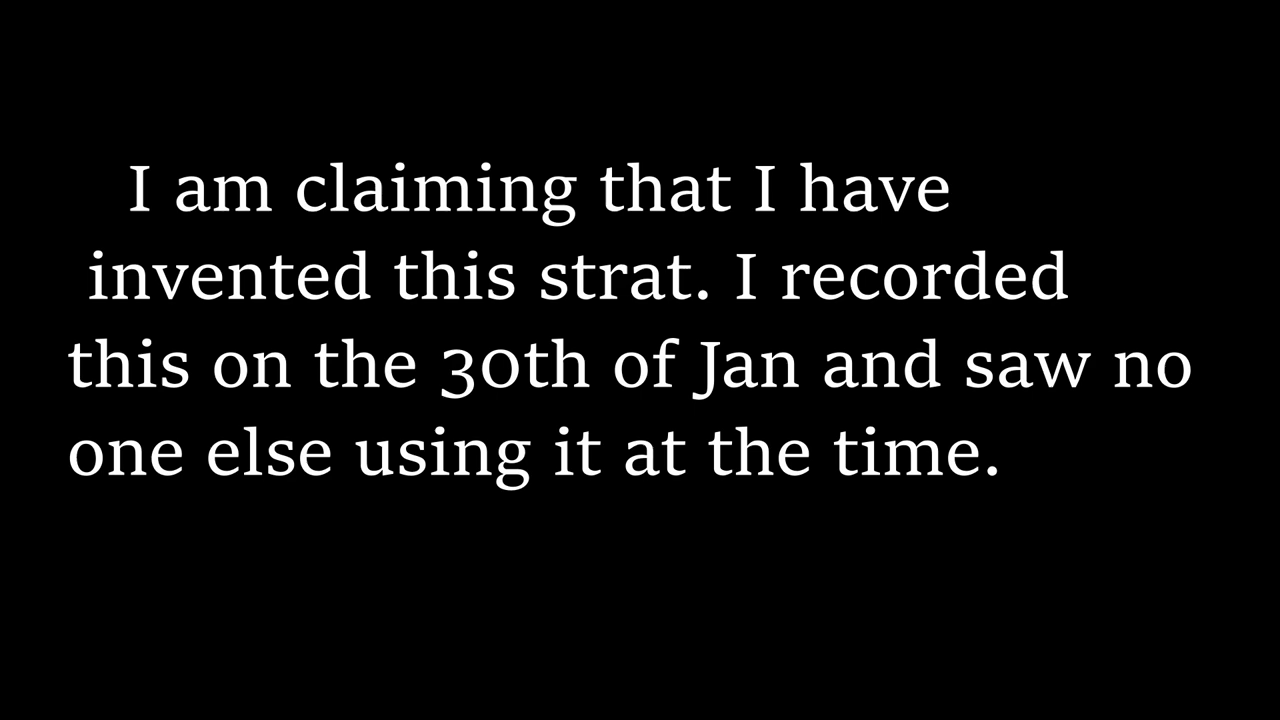 I am claiming that I have
invented this strat. I recorded
this on the 30th of Jan and saw no
one else using it at the time.